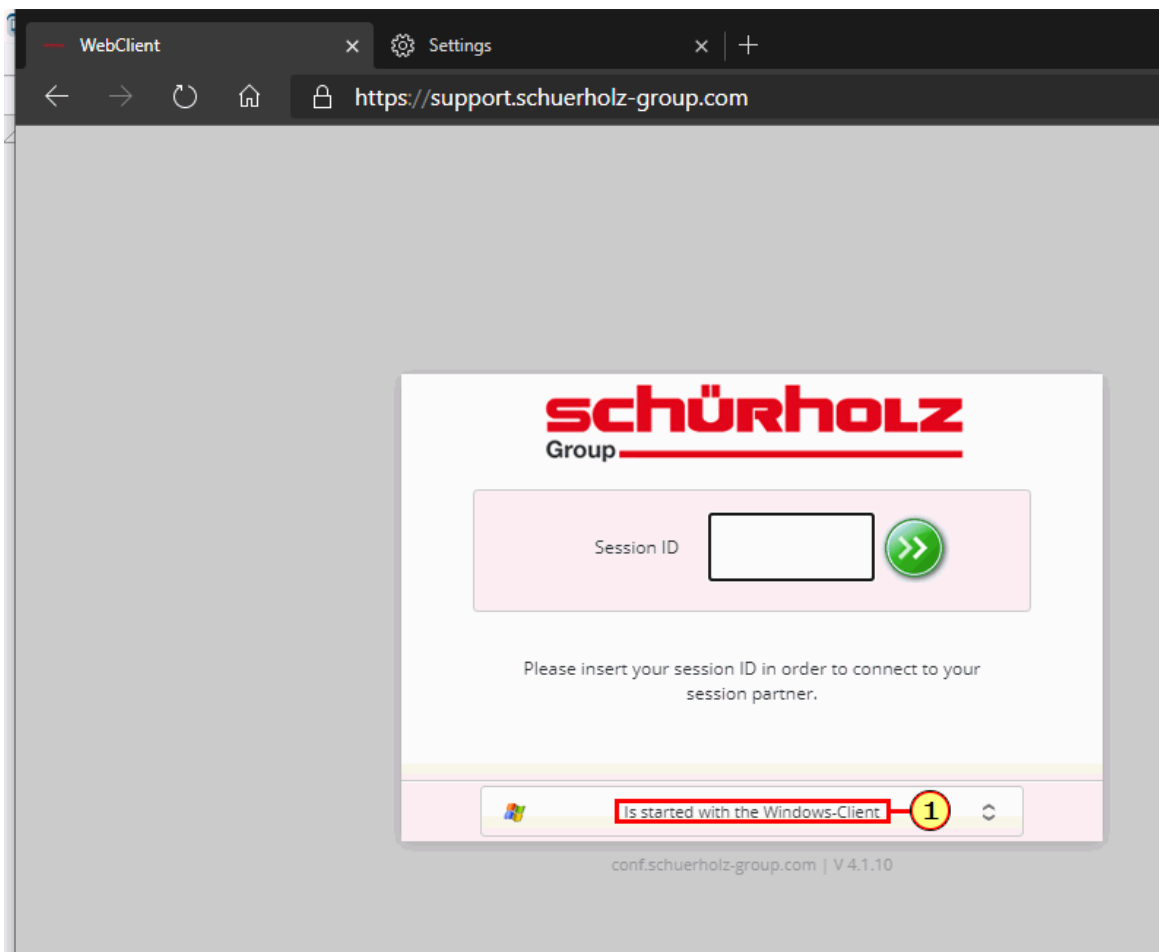 WebClient
Settings
https://support.schuerholz-group.com
schürholz
Group
Session ID
Please insert your session ID in order to connect to your
session partner.
Is started with the Windows-Client
1
conf.schuerholz-group.com | V 4.1.10